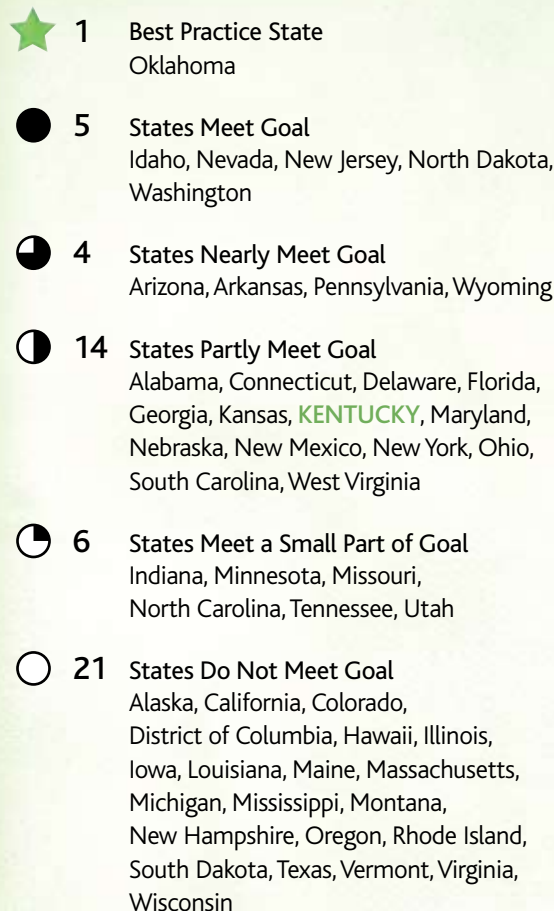 1 Best Practice State
Oklahoma
5 States Meet Goal
Idaho, Nevada, New Jersey, North Dakota,
Washington
4 States Nearly Meet Goal
Arizona, Arkansas, Pennsylvania, Wyoming
14 States Partly Meet Goal
Alabama, Connecticut, Delaware, Florida,
Georgia, Kansas, KENTUCKY, Maryland,
Nebraska, New Mexico, New York, Ohio,
South Carolina, West Virginia
6 States Meet a Small Part of Goal
Indiana, Minnesota, Missouri,
North Carolina, Tennessee, Utah
21 States Do Not Meet Goal
Alaska, California, Colorado,
District of Columbia, Hawaii, Illinois,
Iowa, Louisiana, Maine, Massachusetts,
Michigan, Mississippi, Montana,
New Hampshire, Oregon, Rhode Island,
South Dakota, Texas, Vermont, Virginia,
Wisconsin